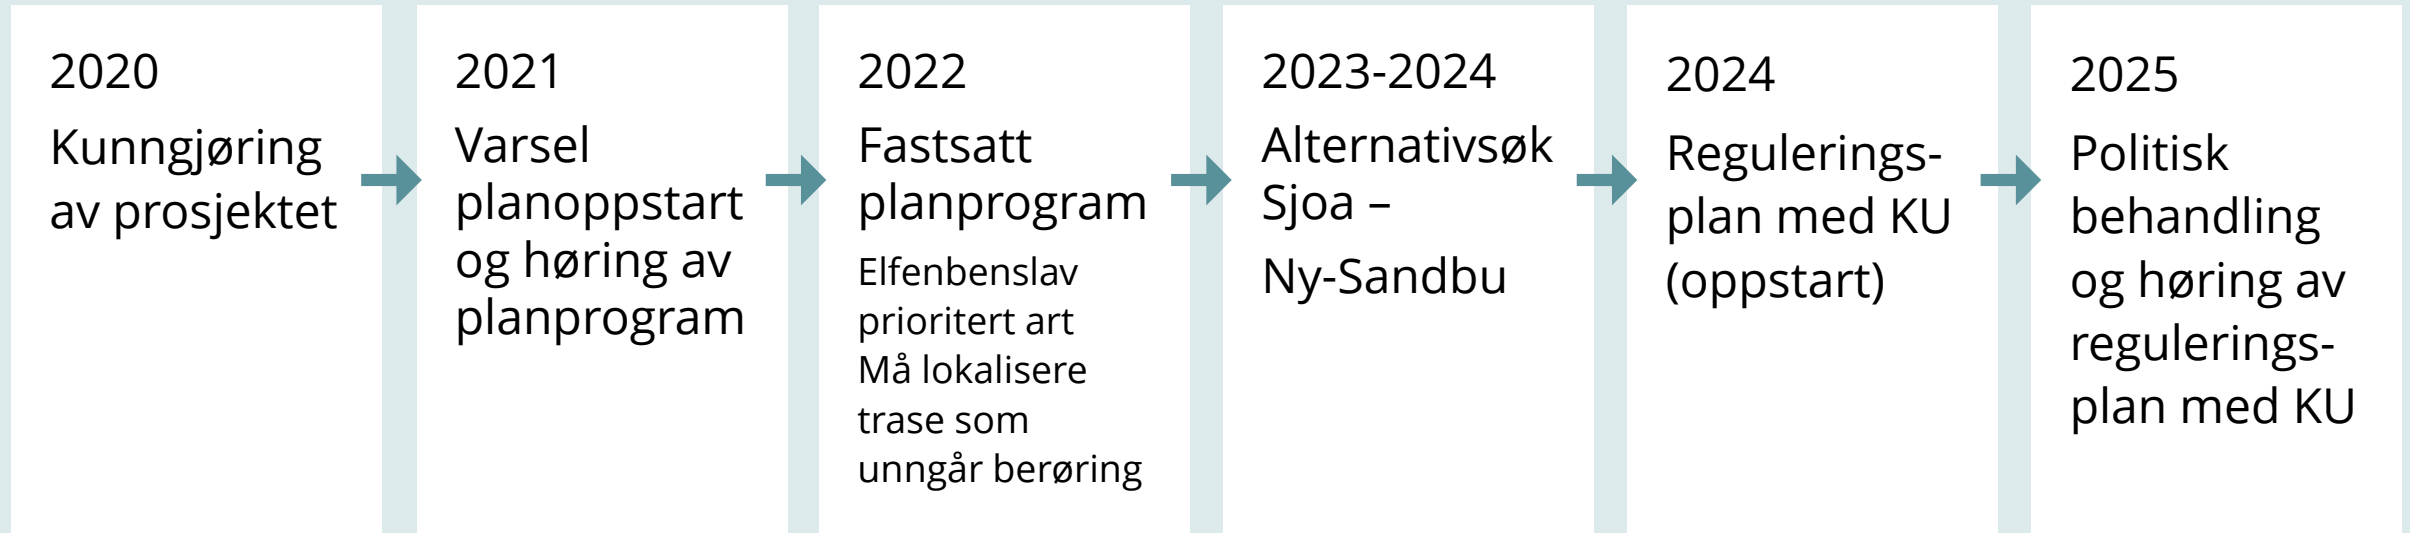 2020
Kunngjøring
av prosjektet
2021
Varsel
planoppstart
og høring av
planprogram
2022
Fastsatt
planprogram
Elfenbenslav
prioritert art
Må lokalisere
trase som
unngår berøring
2023-2024
Alternativsøk
Sjoa –
Ny-Sandbu
2024
Regulerings-
plan med KU
(oppstart)
2025
Politisk
behandling
og høring av
regulerings-
plan med KU